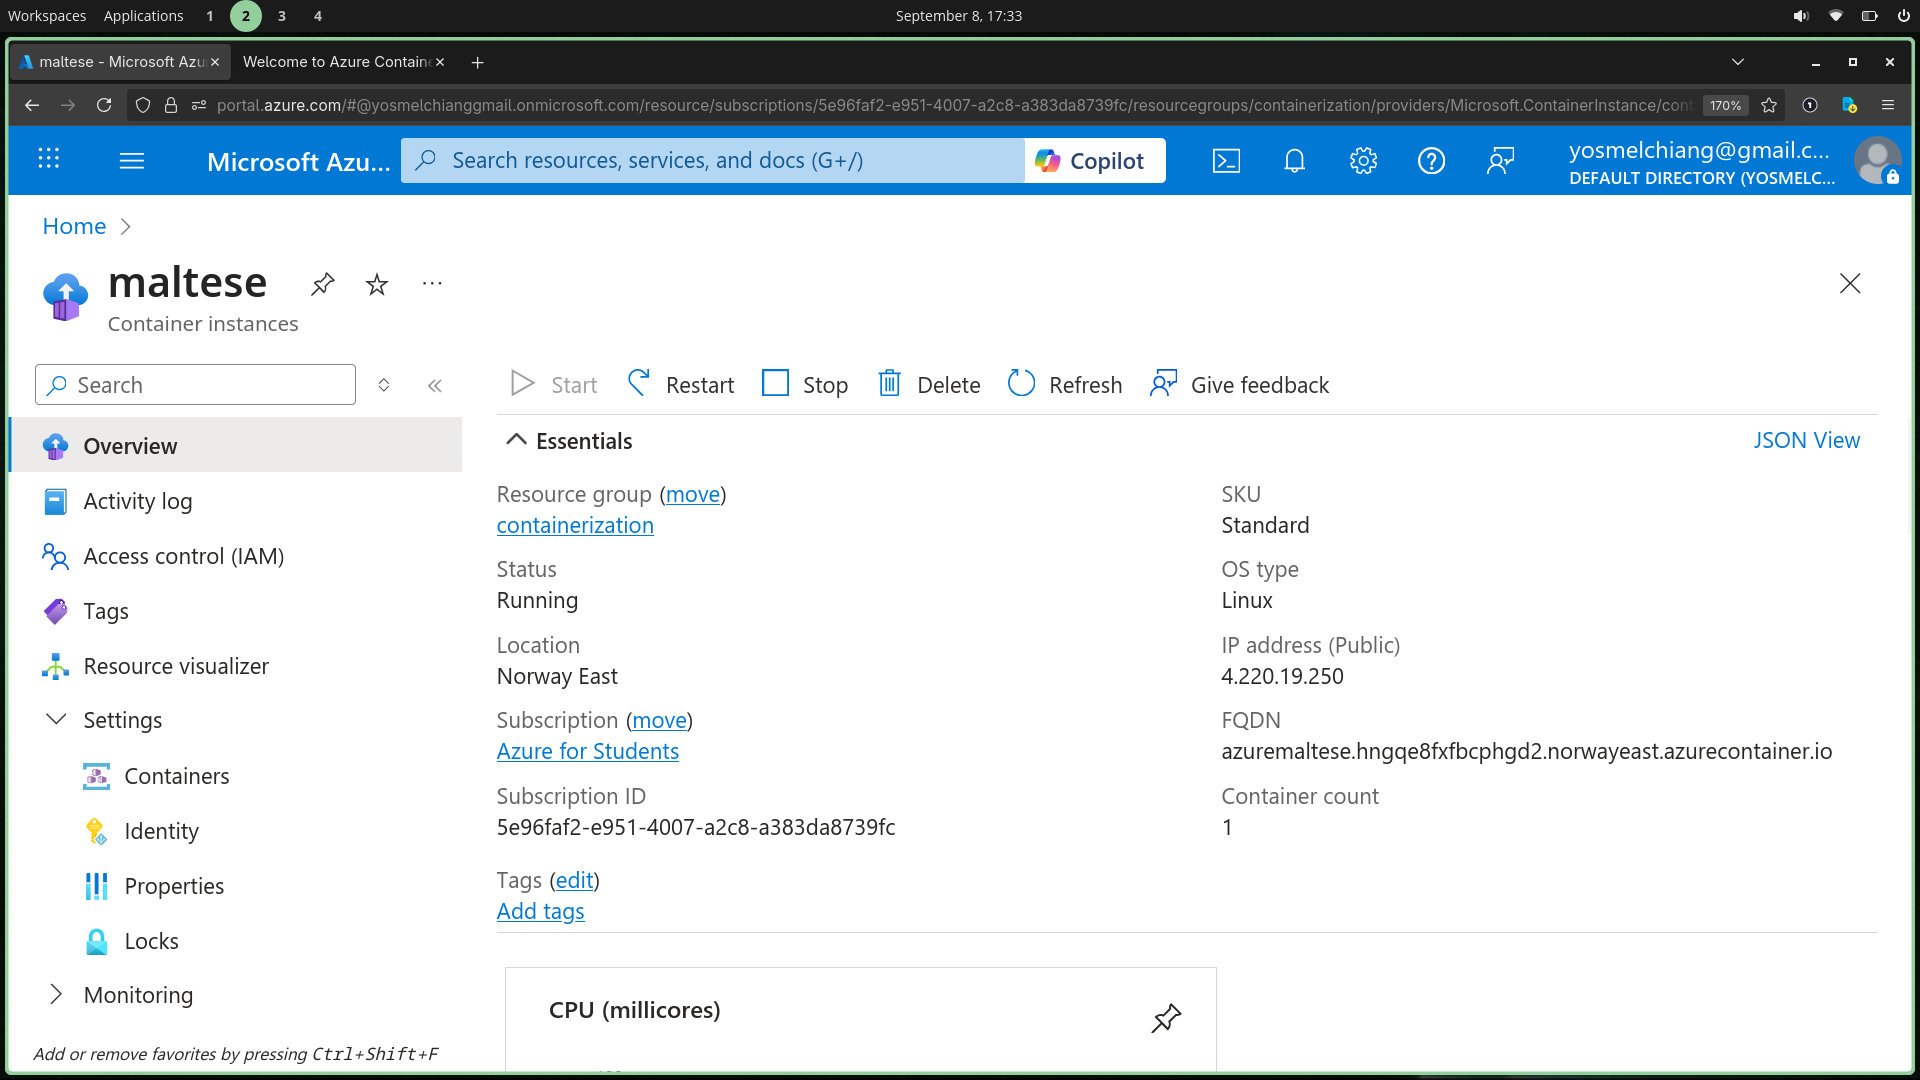 Workspaces Applications 1 2 3 4 September 8, 17:33
maltese - Microsoft Azu Welcome to Azure Contain
portal.azure.com/#@yosmelchianggmail.onmicrosoft.com/resource/subscriptions/5e96faf2-e951-4007-a2c8-a383da8739fc/resourcegroups/containerization/providers/Microsoft.ContainerInstance/cont 170%
Microsoft Azu... Search resources, services, and docs (G+/) Copilot yosmelchiang@gmail.c...
DEFAULT DIRECTORY (YOSMELC...
Home
maltese
Container instances
Search
Overview
Activity log
Access control (IAM)
Tags
Resource visualizer
Settings
Containers
Identity
Properties
Locks
Monitoring
Add or remove favorites by pressing Ctrl+Shift+F
Start Restart Stop Delete Refresh Give feedback
Essentials JSON View
Resource group (move)
containerization
Status
Running
Location
Norway East
Subscription (move)
Azure for Students
Subscription ID
5e96faf2-e951-4007-a2c8-a383da8739fc
Tags (edit)
Add tags
SKU
Standard
OS type
Linux
IP address (Public)
4.220.19.250
FQDN
azuremaltese.hngqe8fxfbcphgd2.norwayeast.azurecontainer.io
Container count
1
CPU (millicores)